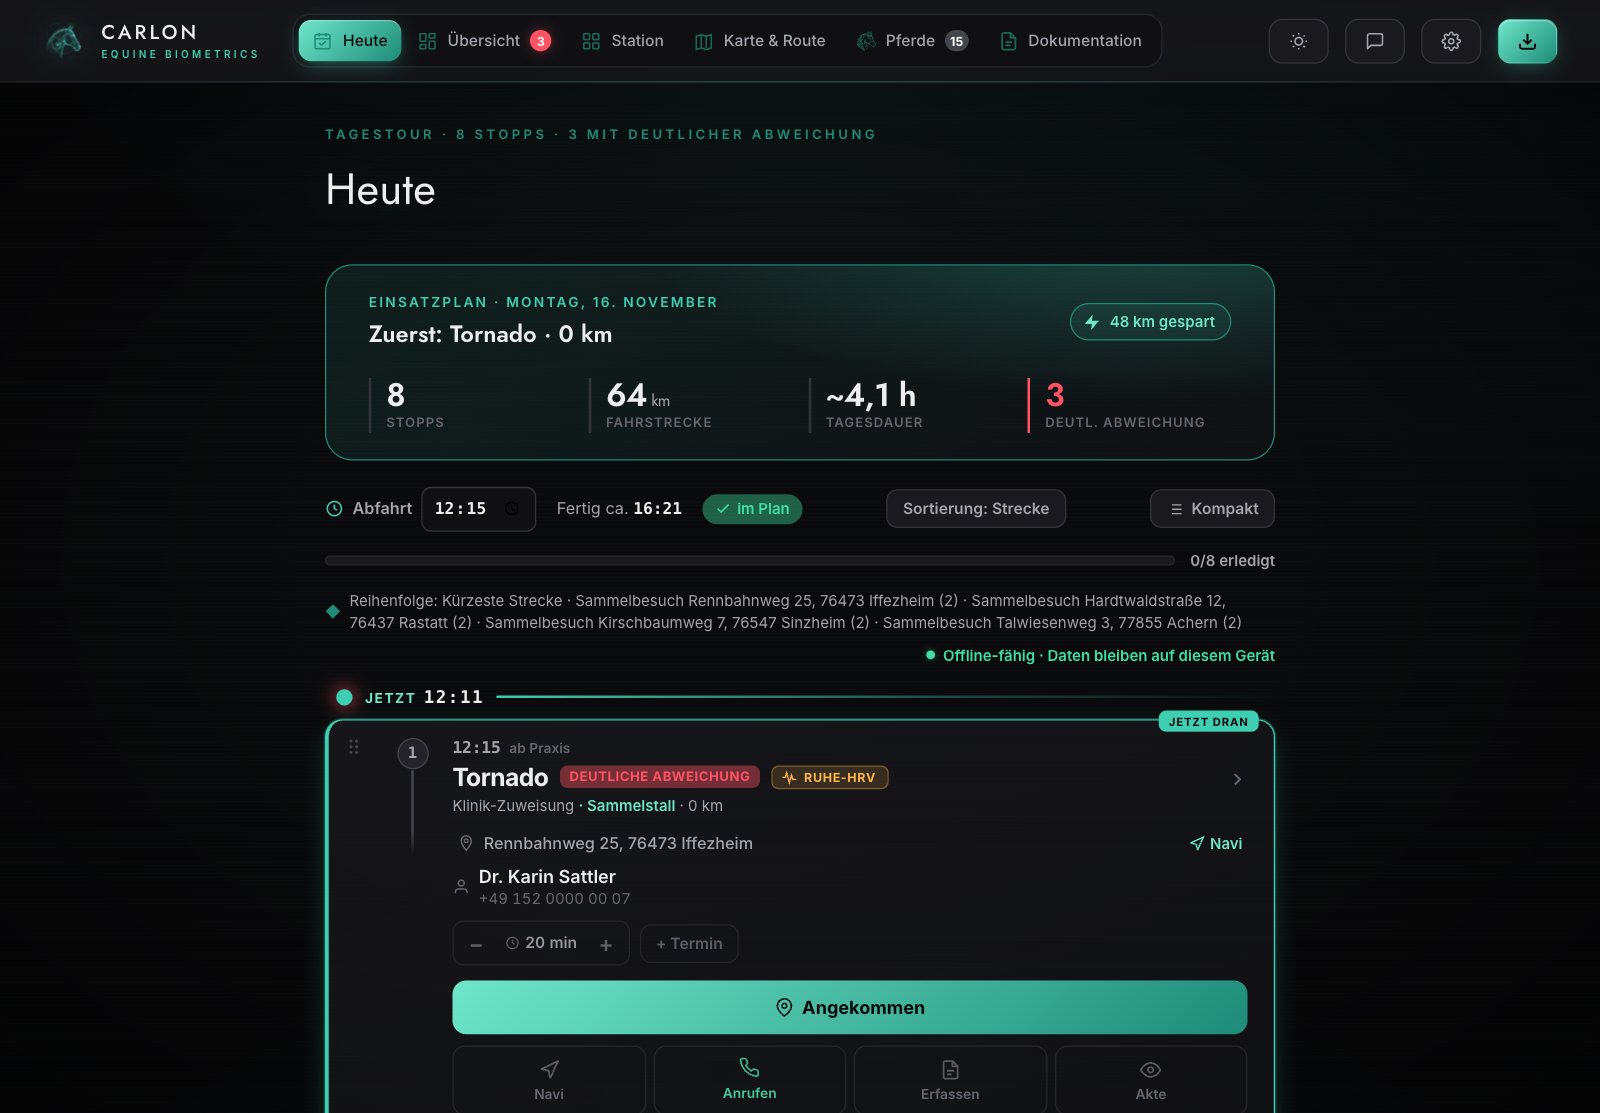 CARLON
EQUINE BIOMETRICS
Heute
Übersicht 3
Station
Karte & Route
Pferde 15
Dokumentation
TAGESTOUR · 8 STOPPS · 3 MIT DEUTLICHER ABWEICHUNG
Heute
EINSATZPLAN · MONTAG, 16. NOVEMBER
Zuerst: Tornado · 0 km
48 km gespart
8
STOPPS
64 km
FAHRSTRECKE
~4,1 h
TAGESDAUER
3
DEUTL. ABWEICHUNG
Abfahrt 12:15
Fertig ca. 16:21
im Plan
Sortierung: Strecke
Kompakt
0/8 erledigt
Reihenfolge: Kürzeste Strecke · Sammelbesuch Rennbahnweg 25, 76473 Iffezheim (2) · Sammelbesuch Hardtwaldstraße 12,
76437 Rastatt (2) · Sammelbesuch Kirschbaumweg 7, 76547 Sinzheim (2) · Sammelbesuch Talwiesenweg 3, 77855 Achern (2)
Offline-fähig · Daten bleiben auf diesem Gerät
JETZT 12:11
JETZT DRAN
1
12:15 ab Praxis
Tornado DEUTLICHE ABWEICHUNG RUHE-HRV
Klinik-Zuweisung · Sammelstall · 0 km
Rennbahnweg 25, 76473 Iffezheim
Navi
Dr. Karin Sattler
+49 152 0000 00 07
− 20 min +
+ Termin
Angekommen
Navi
Anrufen
Erfassen
Akte